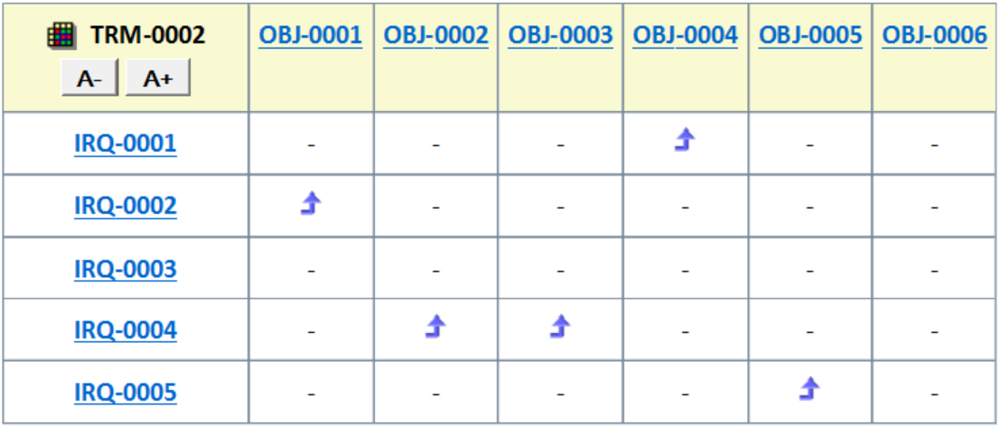 TRM-0002 OBJ-0001 OBJ-0002 OBJ-0003 OBJ-0004 OBJ-0005 OBJ-0006
A- A+
IRQ-0001 - - - - -
IRQ-0002 - - - - -
IRQ-0003 - - - - - -
IRQ-0004 - - - -
IRQ-0005 - - - - -